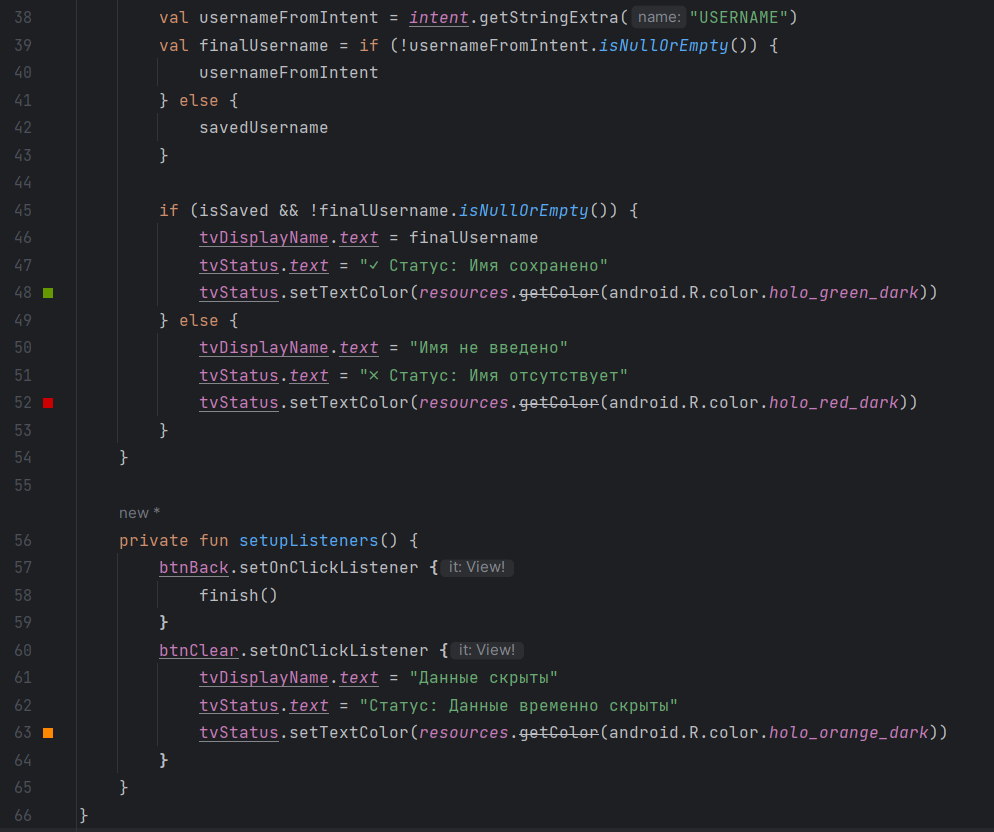 38 val usernameFromIntent = intent.getStringExtra( name: "USERNAME")
39 val finalUsername = if (!usernameFromIntent.isNullOrEmpty()) {
40 usernameFromIntent
41 } else {
42 savedUsername
43 }
44
45 if (isSaved && !finalUsername.isNullOrEmpty()) {
46 tvDisplayName.text = finalUsername
47 tvStatus.text = "✓ Статус: Имя сохранено"
48 tvStatus.setTextColor(resources.getColor(android.R.color.holo_green_dark))
49 } else {
50 tvDisplayName.text = "Имя не введено"
51 tvStatus.text = "✕ Статус: Имя отсутствует"
52 tvStatus.setTextColor(resources.getColor(android.R.color.holo_red_dark))
53 }
54 }
55
new *
56 private fun setupListeners() {
57 btnBack.setOnClickListener { it: View!
58 finish()
59 }
60 btnClear.setOnClickListener { it: View!
61 tvDisplayName.text = "Данные скрыты"
62 tvStatus.text = "Статус: Данные временно скрыты"
63 tvStatus.setTextColor(resources.getColor(android.R.color.holo_orange_dark))
64 }
65 }
66 }